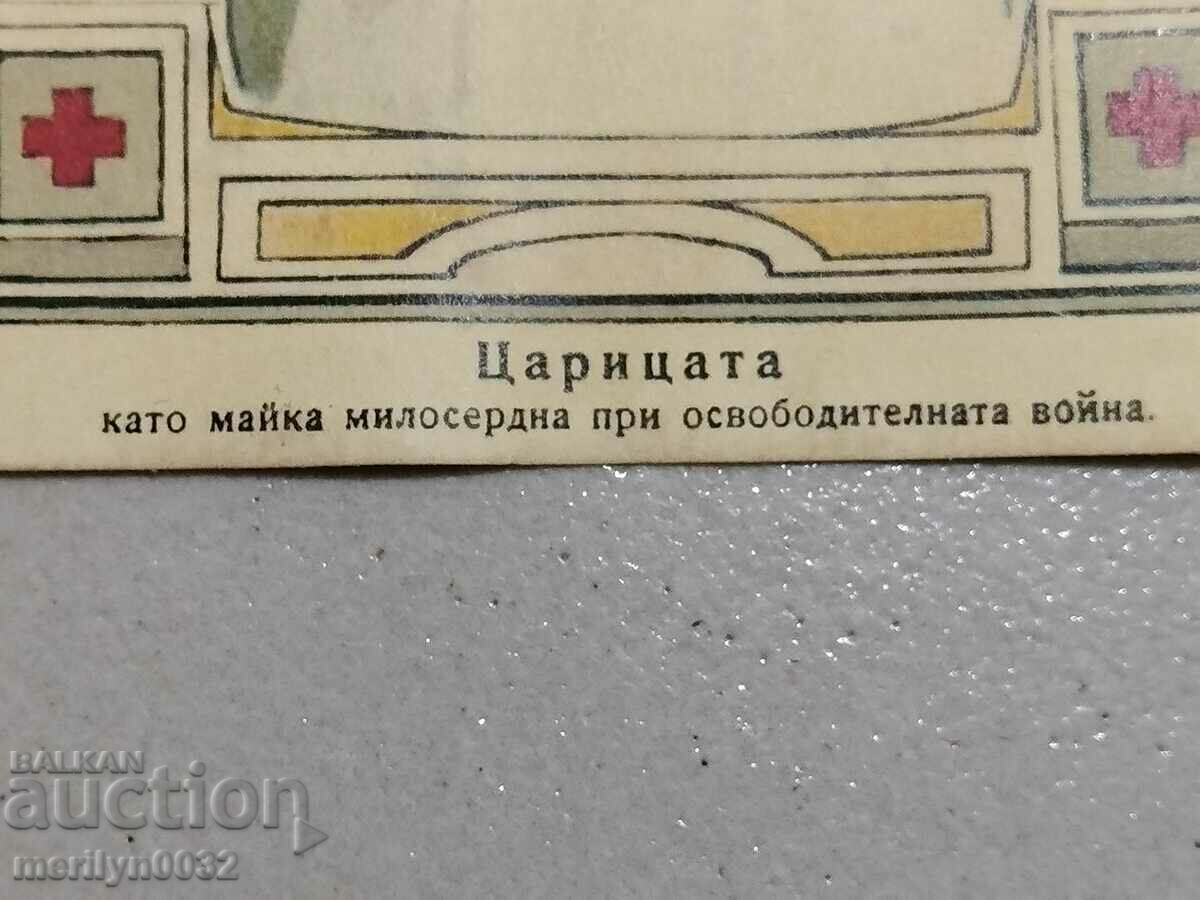 Царицата
като майка милосердна при освободителната война.
BALKAN
auction
merilyn0032